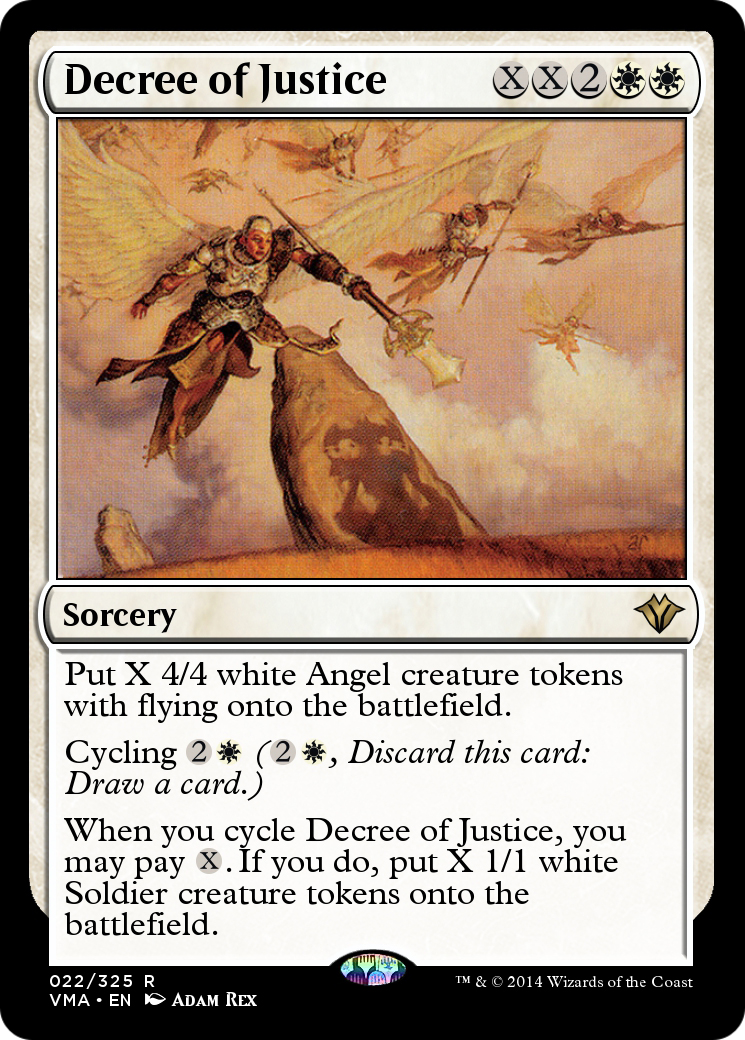 Decree of Justice XX2
Sorcery
Put X 4/4 white Angel creature tokens
with flying onto the battlefield.
Cycling 2 (2, Discard this card:
Draw a card.)
When you cycle Decree of Justice, you
may pay X. If you do, put X 1/1 white
Soldier creature tokens onto the
battlefield.
022/325 R
VMA • EN Adam Rex
™ & © 2014 Wizards of the Coast